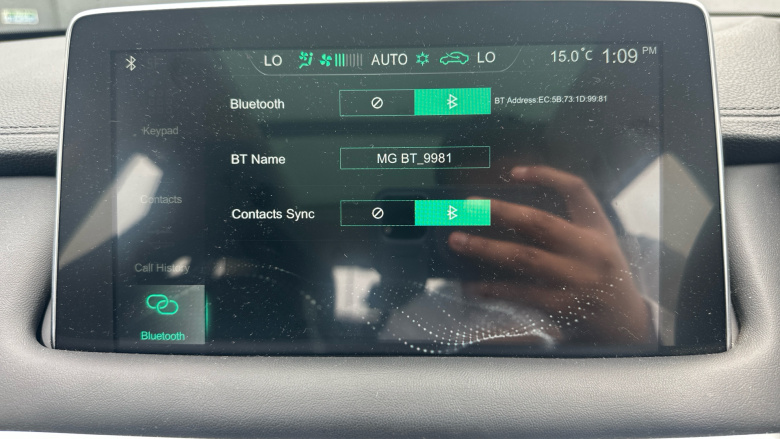 LO AUTO LO 15.0°C 1:09 PM
Bluetooth BT Address:EC:5B:73:1D:99:81
Keypad
BT Name MG BT_9981
Contacts
Contacts Sync
Call History
Bluetooth